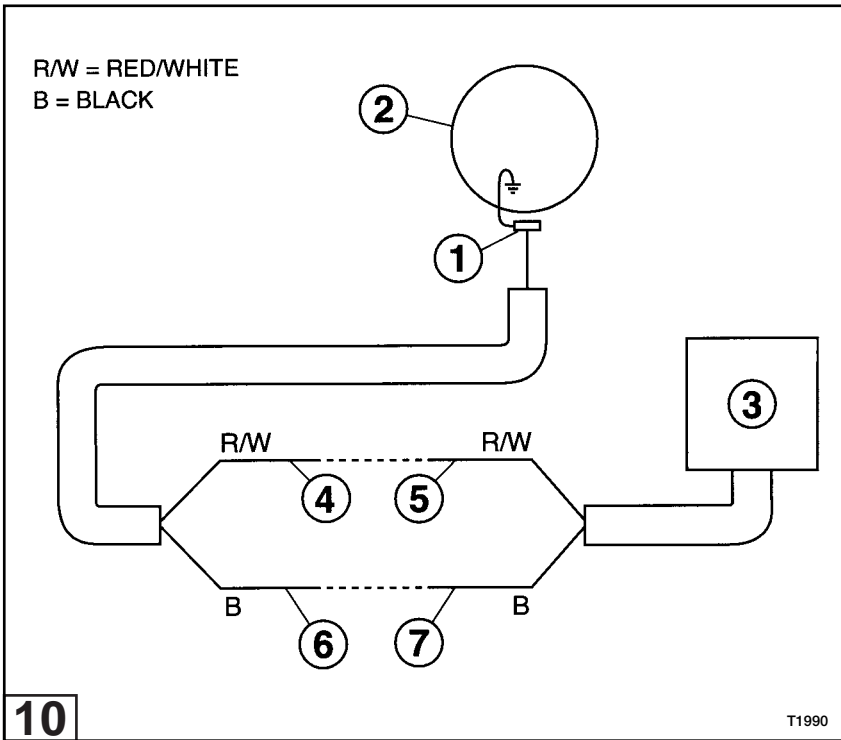 R/W = RED/WHITE
B = BLACK
2
1
3
R/W
R/W
4
5
B
B
6
7
10
T1990